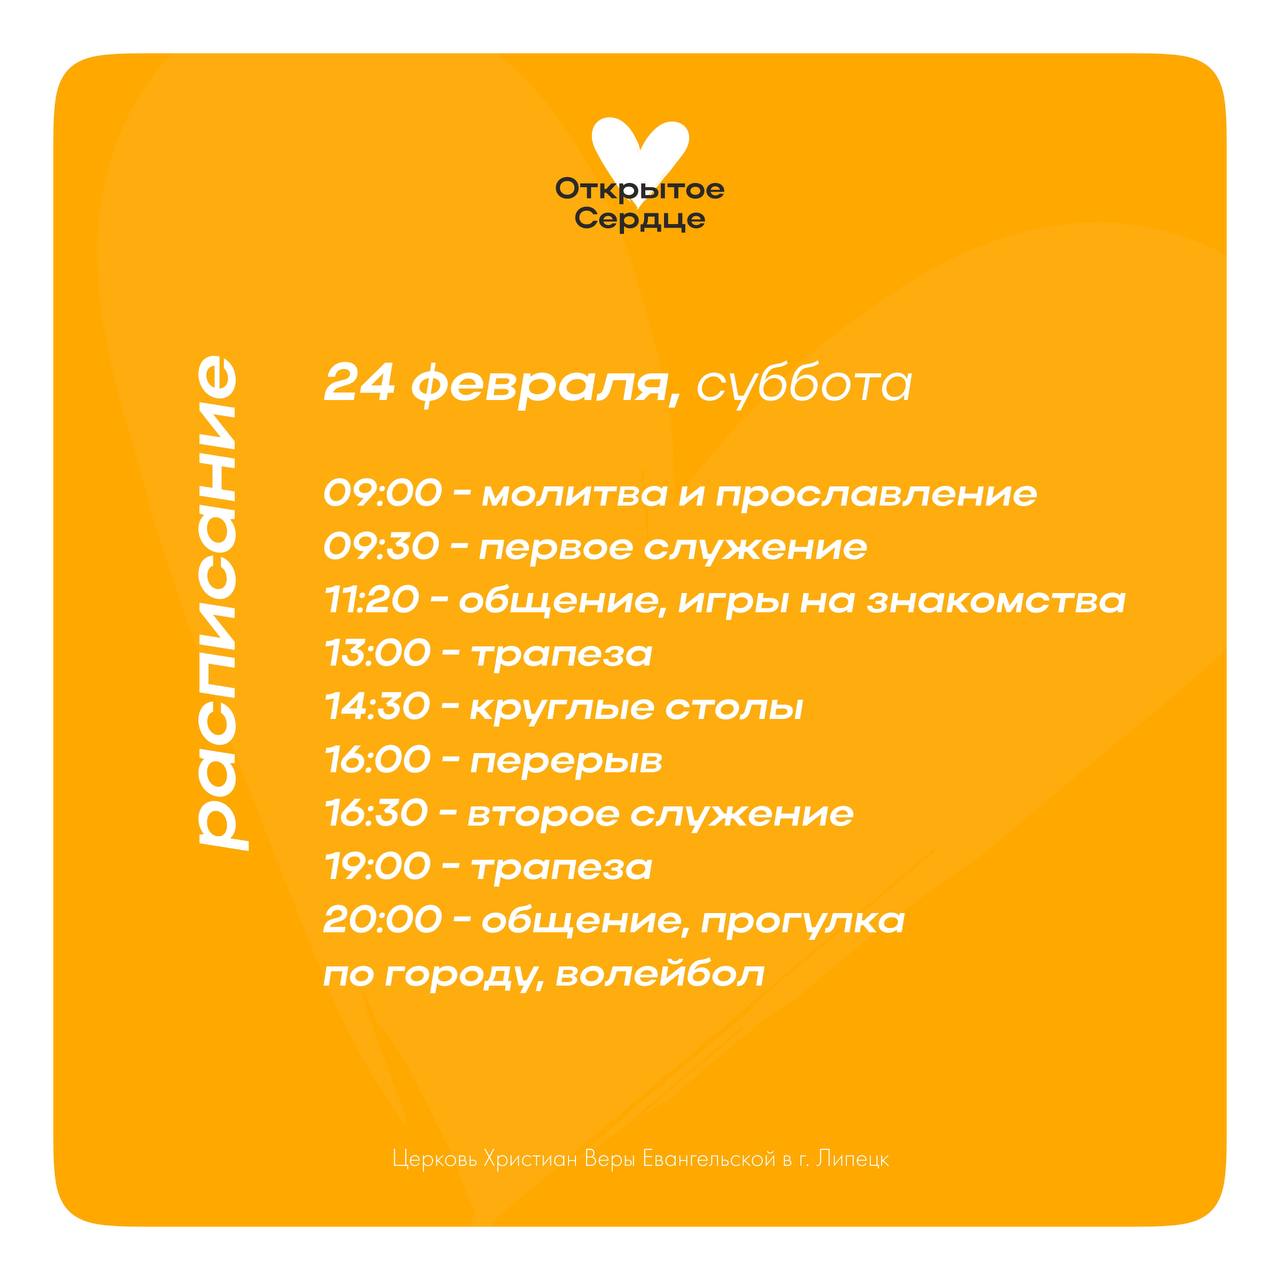 Открытое
Сердце
расписание
24 февраля, суббота
09:00 - молитва и прославление
09:30 - первое служение
11:20 - общение, игры на знакомства
13:00 - трапеза
14:30 - круглые столы
16:00 - перерыв
16:30 - второе служение
19:00 - трапеза
20:00 - общение, прогулка
по городу, волейбол
Церковь Христиан Веры Евангельской в г. Липецк